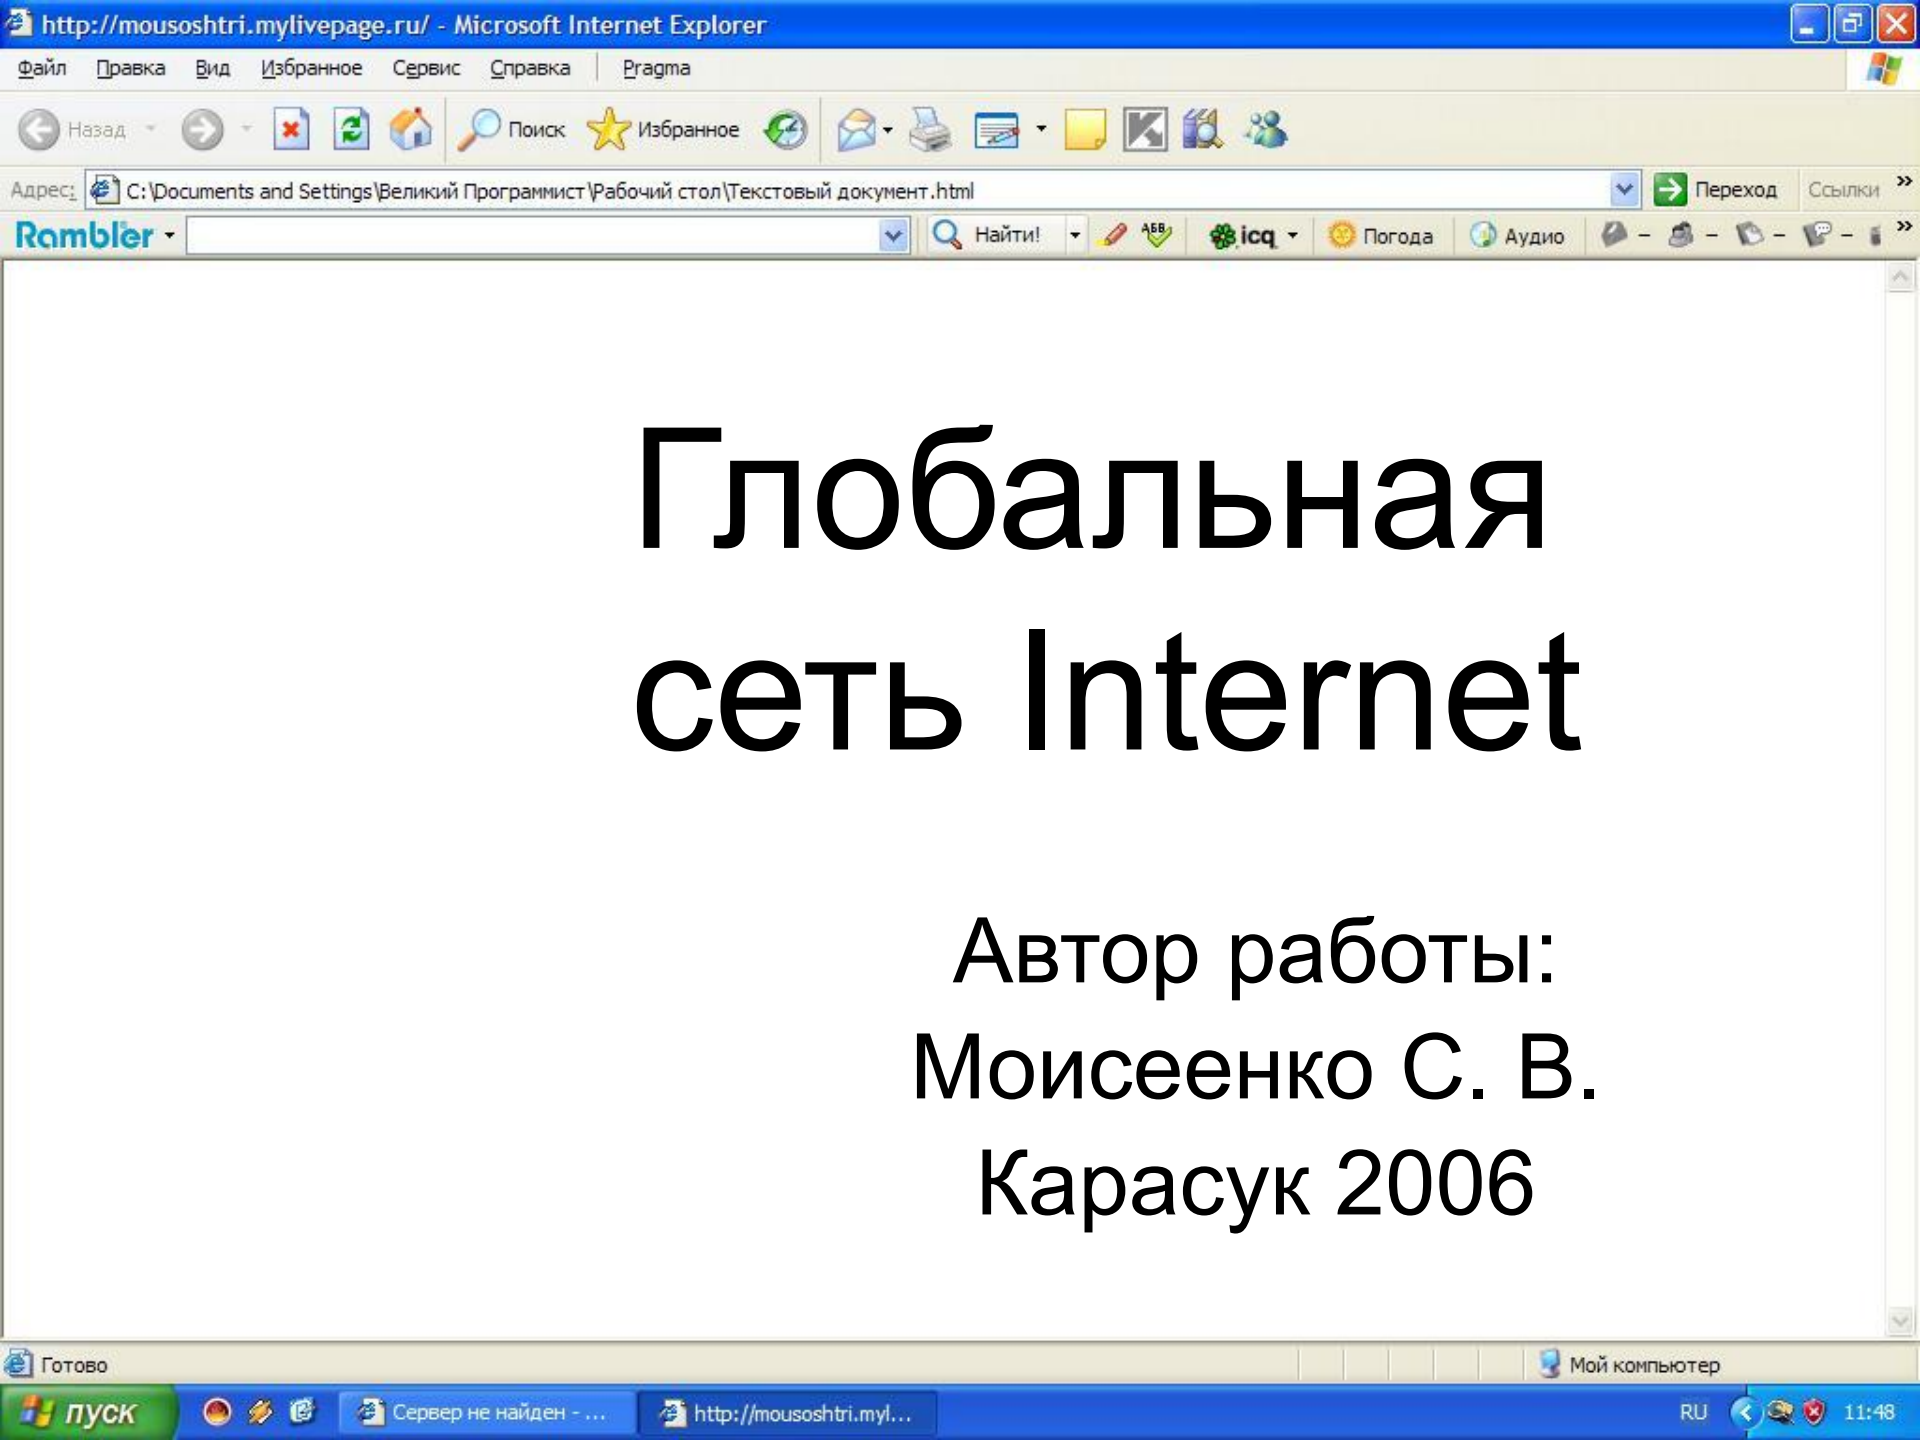 http://mousoshtri.mylivepage.ru/ - Microsoft Internet Explorer
Файл Правка Вид Избранное Сервис Справка Pragma
Назад Поиск Избранное
Адрес: C:\Documents and Settings\Великий Программист\Рабочий стол\Текстовый документ.html Переход Ссылки »
Rambler Найти! АБВ icq Погода Аудио »
Глобальная
сеть Internet
Автор работы:
Моисеенко С. В.
Карасук 2006
Готово Мой компьютер
пуск Сервер не найден - ... http://mousoshtri.myl... RU 11:48